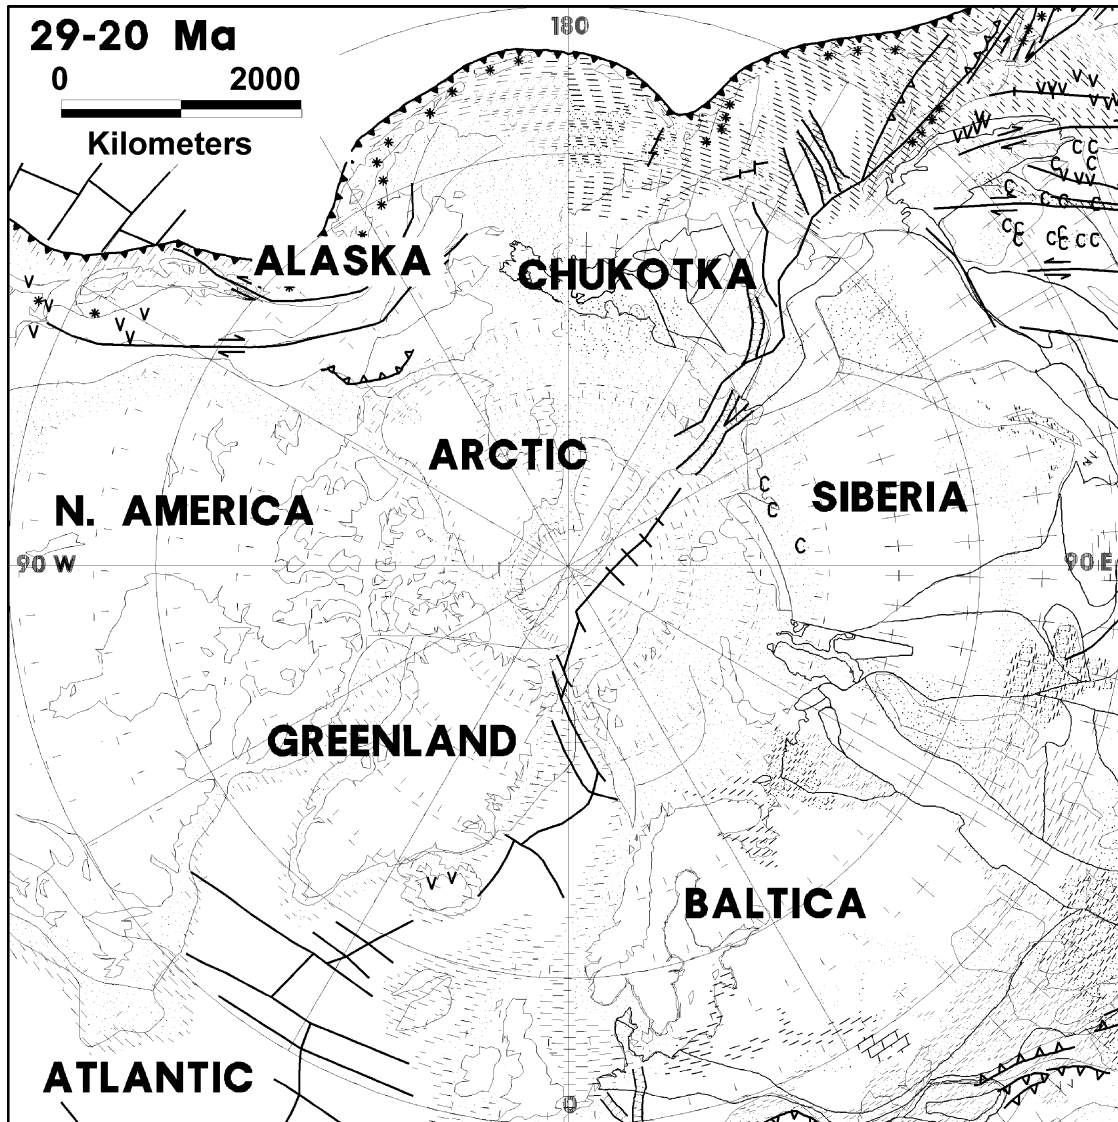 29-20 Ma
180
0 2000
Kilometers
ALASKA
CHUKOTKA
ARCTIC
N. AMERICA
SIBERIA
90 W
90 E
GREENLAND
BALTICA
ATLANTIC
0